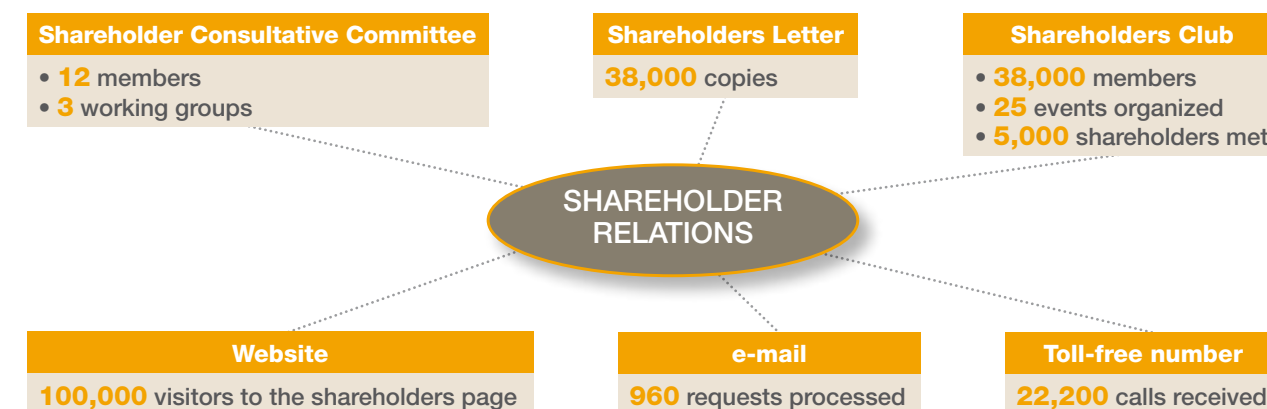 Shareholder Consultative Committee
• 12 members
• 3 working groups
Shareholders Letter
38,000 copies
Shareholders Club
• 38,000 members
• 25 events organized
• 5,000 shareholders met
SHAREHOLDER
RELATIONS
Website
100,000 visitors to the shareholders page
e-mail
960 requests processed
Toll-free number
22,200 calls received